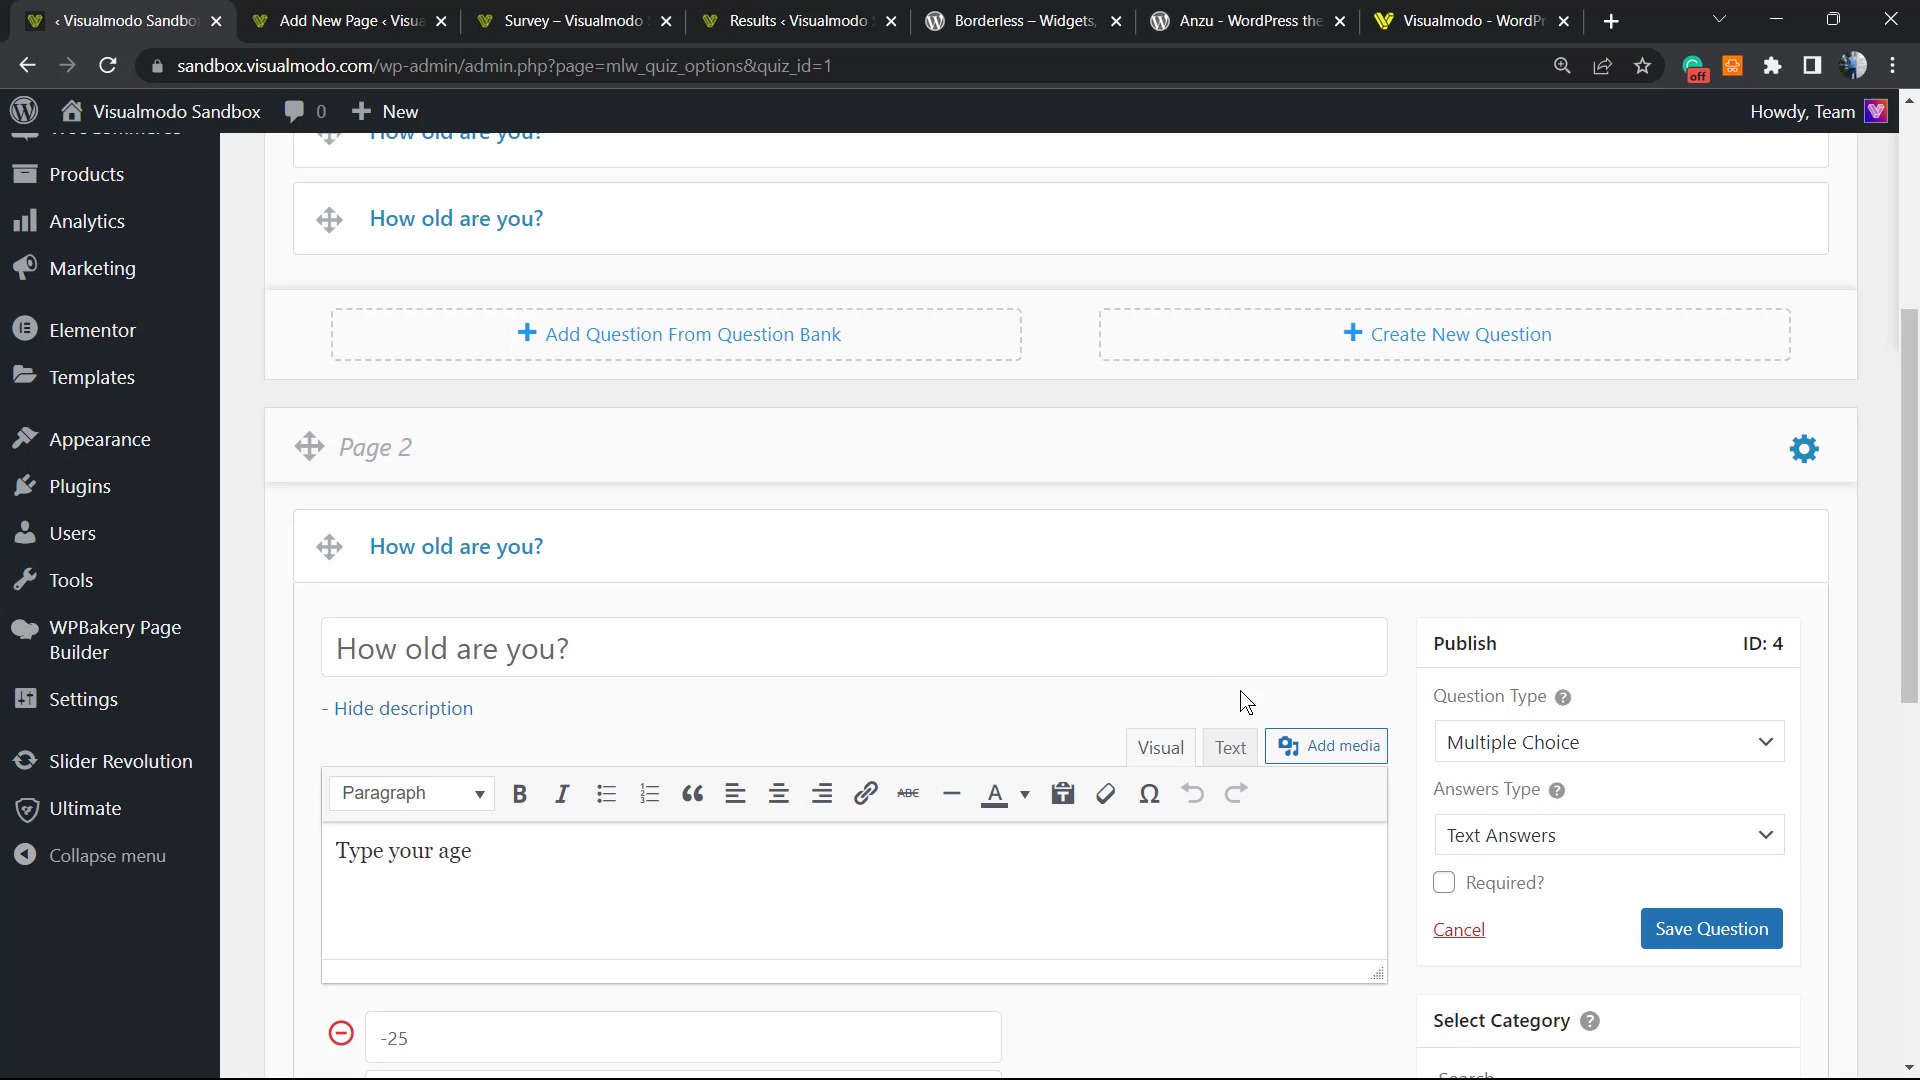 ‹ Visualmodo Sandbo
Add New Page ‹ Visua
Survey – Visualmodo
Results ‹ Visualmodo
Borderless – Widgets,
Anzu - WordPress the
Visualmodo - WordPr
sandbox.visualmodo.com/wp-admin/admin.php?page=mlw_quiz_options&quiz_id=1
off
Visualmodo Sandbox
0
New
Howdy, Team
WooCommerce
Products
Analytics
Marketing
Elementor
Templates
Appearance
Plugins
Users
Tools
WPBakery Page
Builder
Settings
Slider Revolution
Ultimate
Collapse menu
How old are you?
How old are you?
Add Question From Question Bank
Create New Question
Page 2
How old are you?
How old are you?
- Hide description
Visual
Text
Add media
Paragraph
B
I
ABC
A
Ω
Type your age
-25
Publish
ID: 4
Question Type ?
Multiple Choice
Answers Type ?
Text Answers
Required?
Cancel
Save Question
Select Category ?
Search